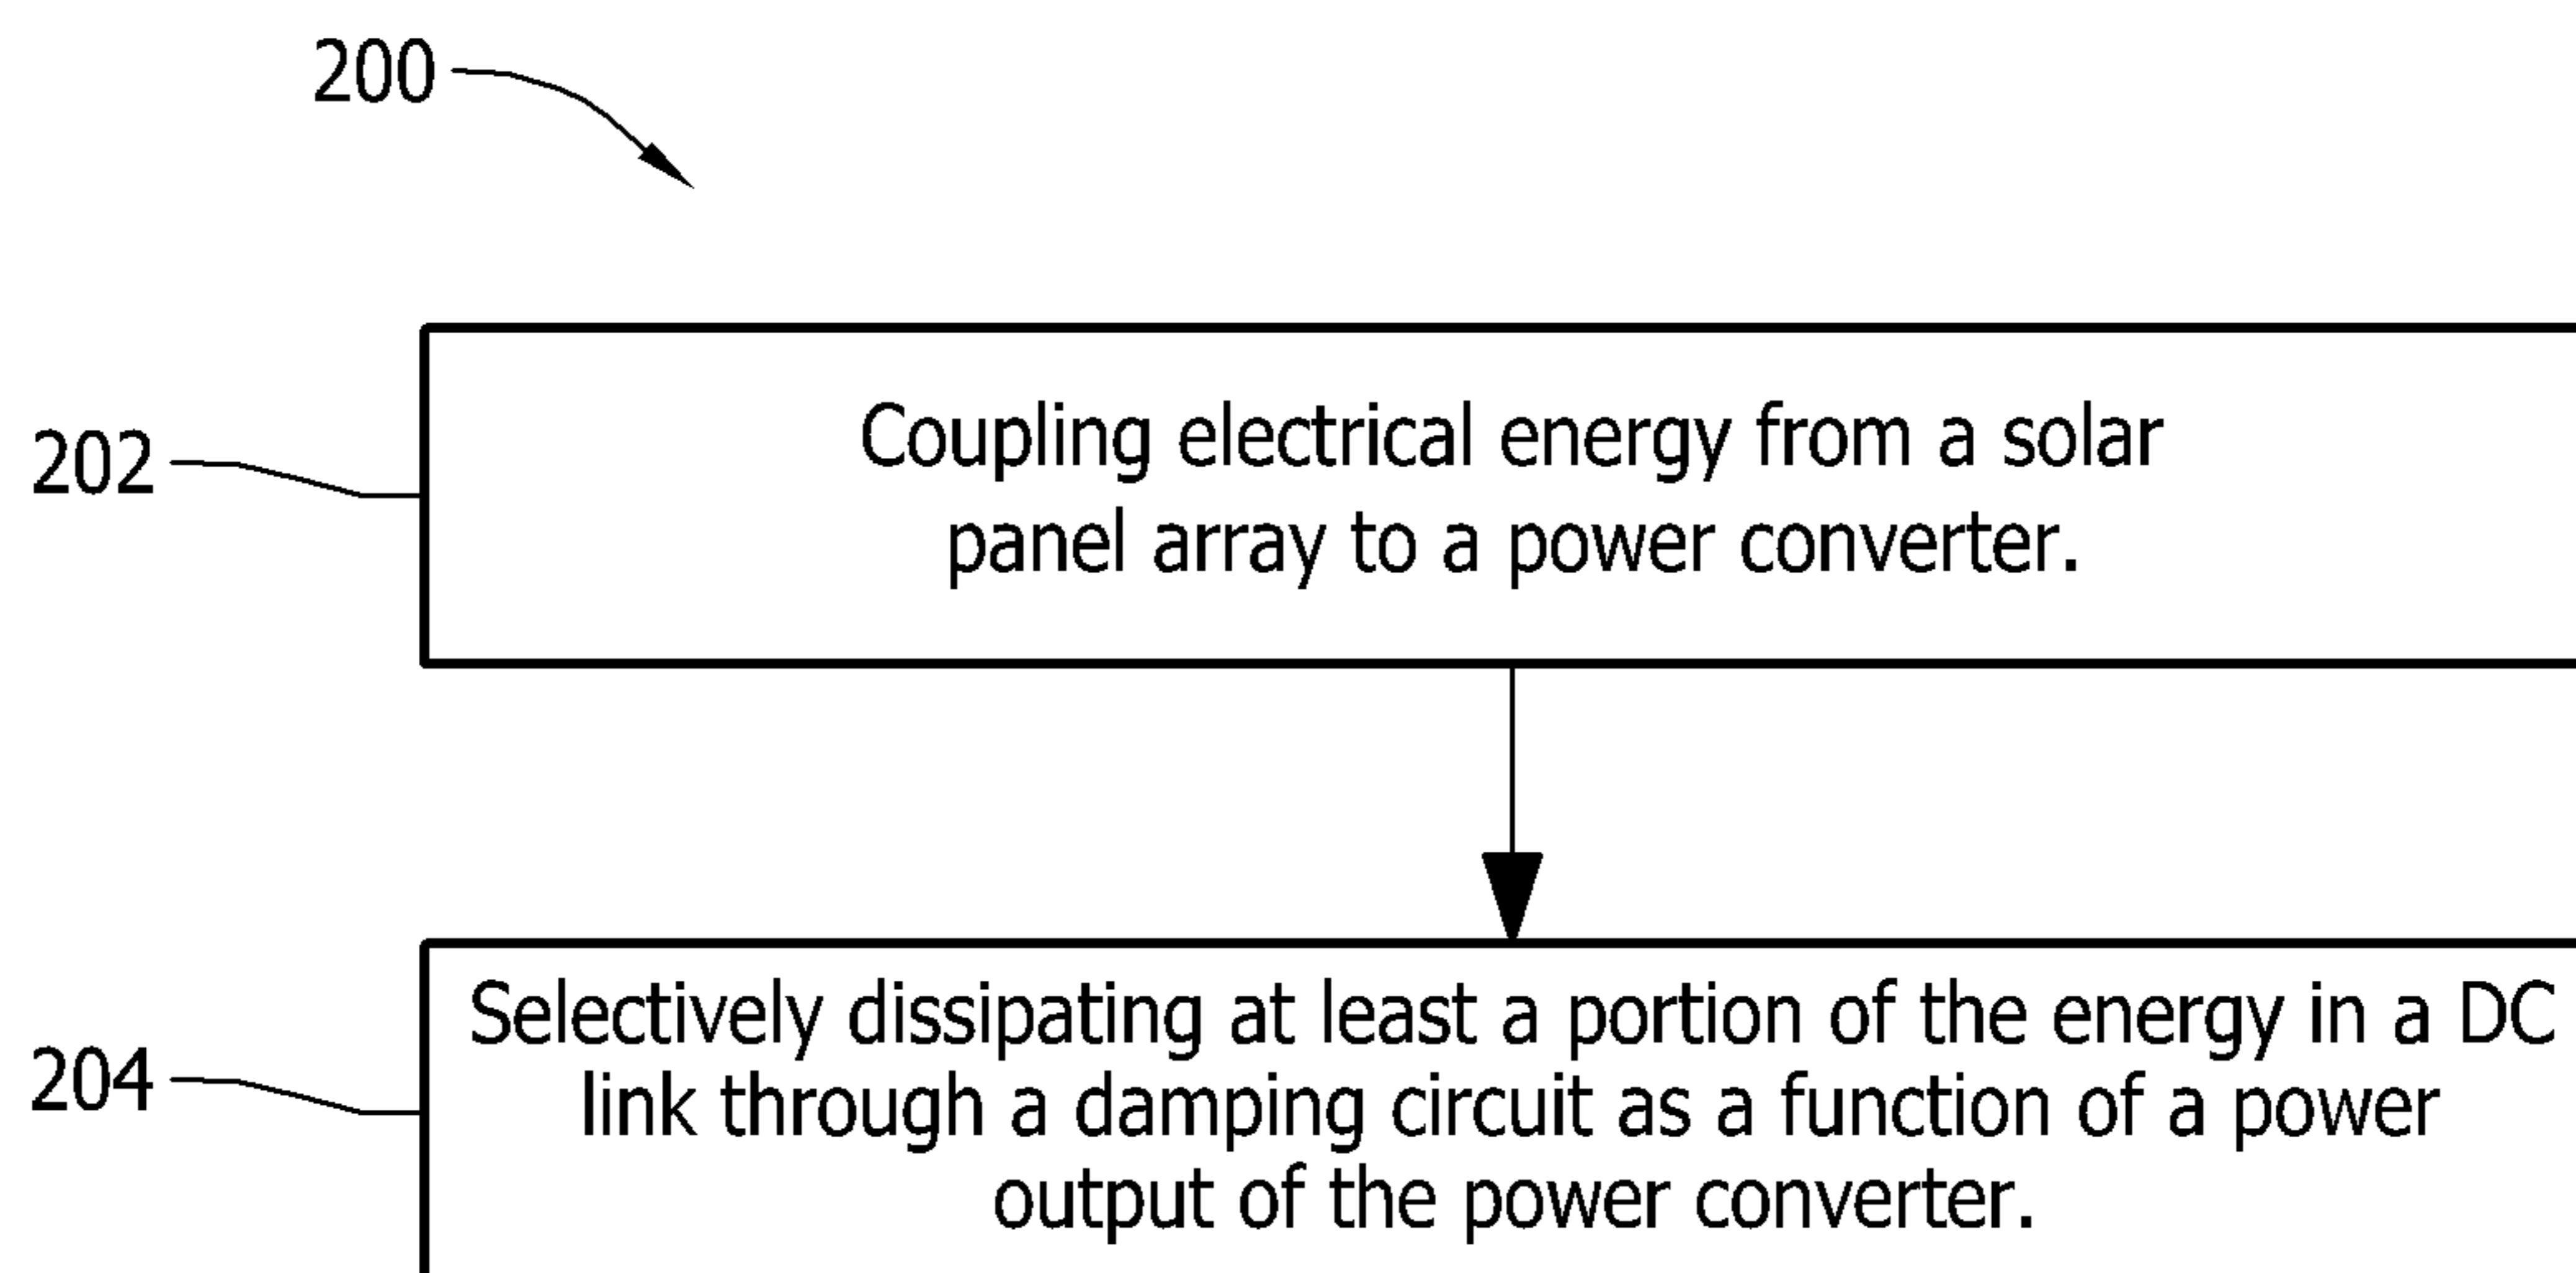 200
202
Coupling electrical energy from a solar
panel array to a power converter.
204
Selectively dissipating at least a portion of the energy in a DC
link through a damping circuit as a function of a power
output of the power converter.